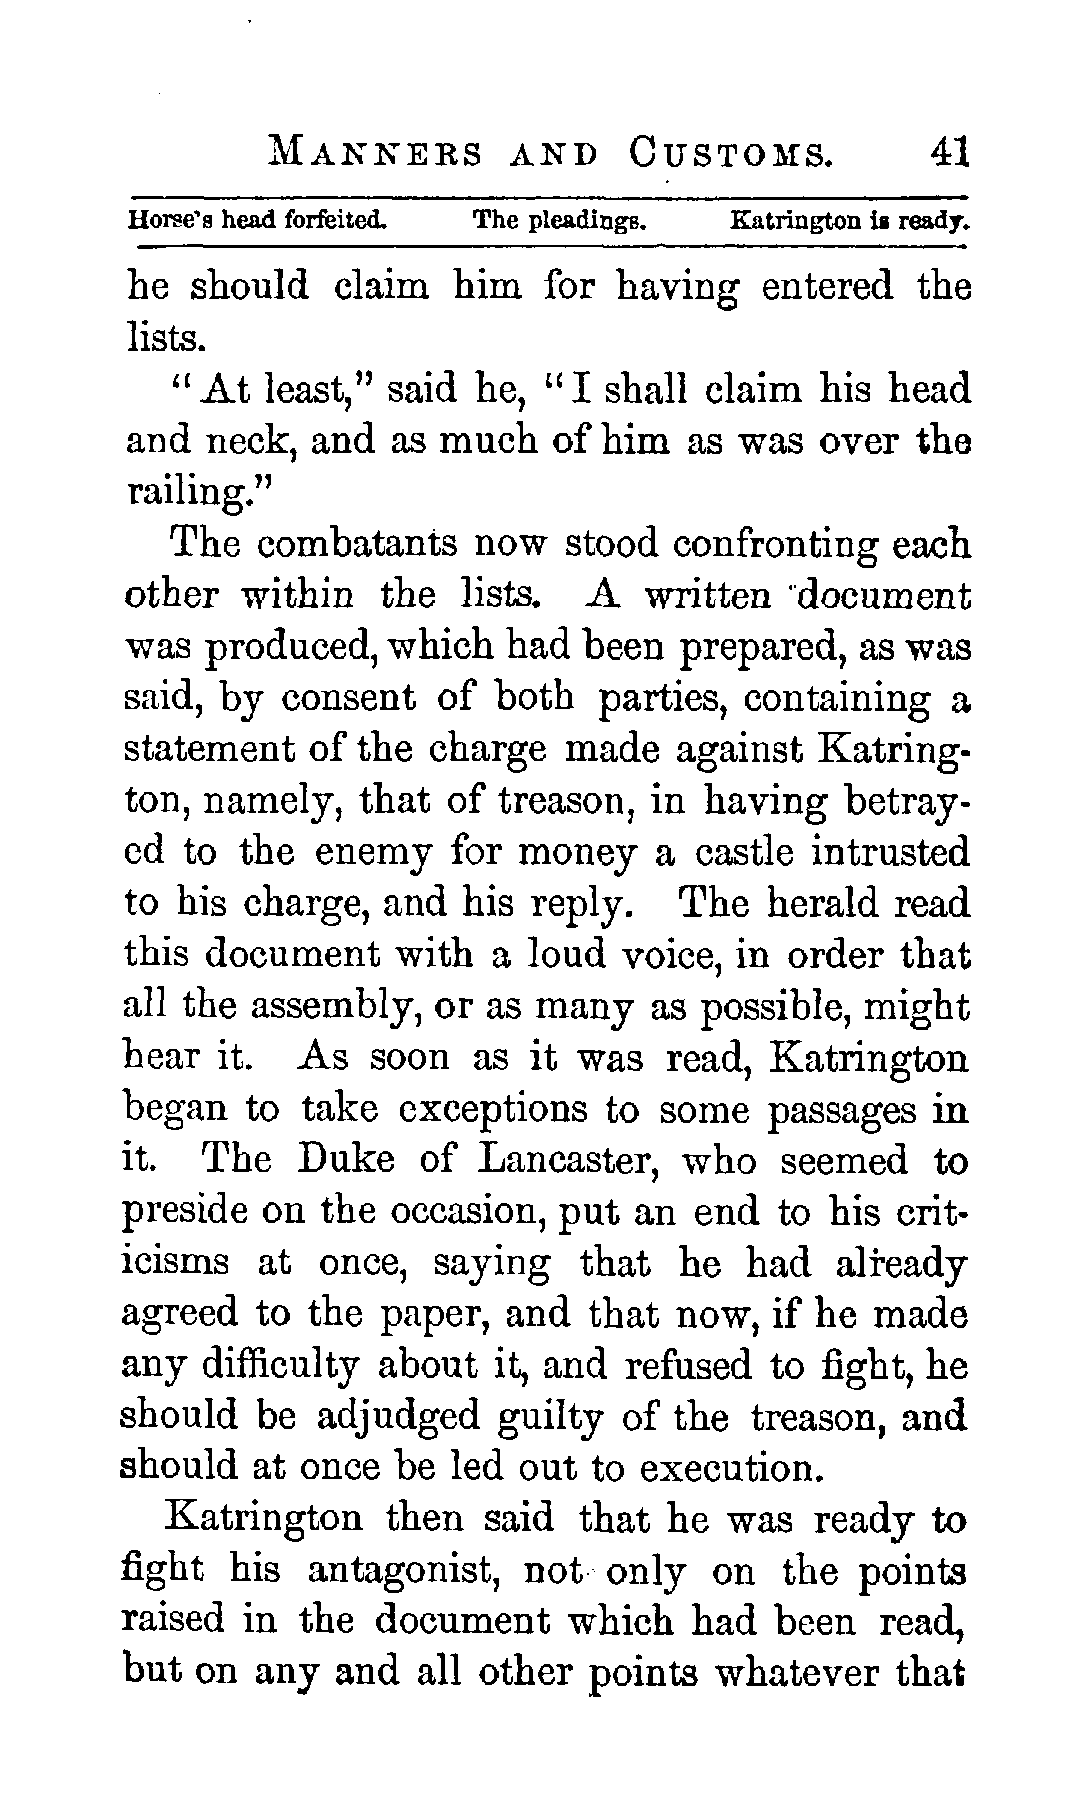 MANNERS AND CUSTOMS. 41
Horse's head forfeited. The pleadings. Katrington is ready.
he should claim him for having entered the
lists.
"At least," said he, "I shall claim his head
and neck, and as much of him as was over the
railing."
The combatants now stood confronting each
other within the lists. A written document
was produced, which had been prepared, as was
said, by consent of both parties, containing a
statement of the charge made against Katring-
ton, namely, that of treason, in having betray-
ed to the enemy for money a castle intrusted
to his charge, and his reply. The herald read
this document with a loud voice, in order that
all the assembly, or as many as possible, might
hear it. As soon as it was read, Katrington
began to take exceptions to some passages in
it. The Duke of Lancaster, who seemed to
preside on the occasion, put an end to his crit-
icisms at once, saying that he had already
agreed to the paper, and that now, if he made
any difficulty about it, and refused to fight, he
should be adjudged guilty of the treason, and
should at once be led out to execution.
Katrington then said that he was ready to
fight his antagonist, not only on the points
raised in the document which had been read,
but on any and all other points whatever that